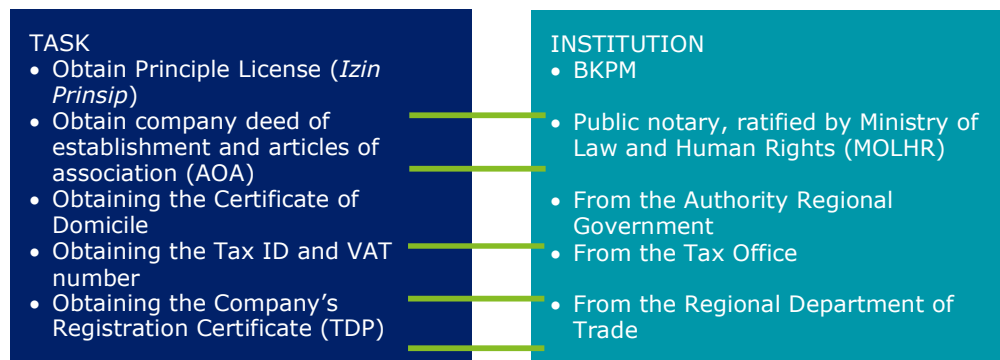 TASK
• Obtain Principle License (Izin
Prinsip)
• Obtain company deed of
establishment and articles of
association (AOA)
• Obtaining the Certificate of
Domicile
• Obtaining the Tax ID and VAT
number
• Obtaining the Company’s
Registration Certificate (TDP)
INSTITUTION
• BKPM
• Public notary, ratified by Ministry of
Law and Human Rights (MOLHR)
• From the Authority Regional
Government
• From the Tax Office
• From the Regional Department of
Trade